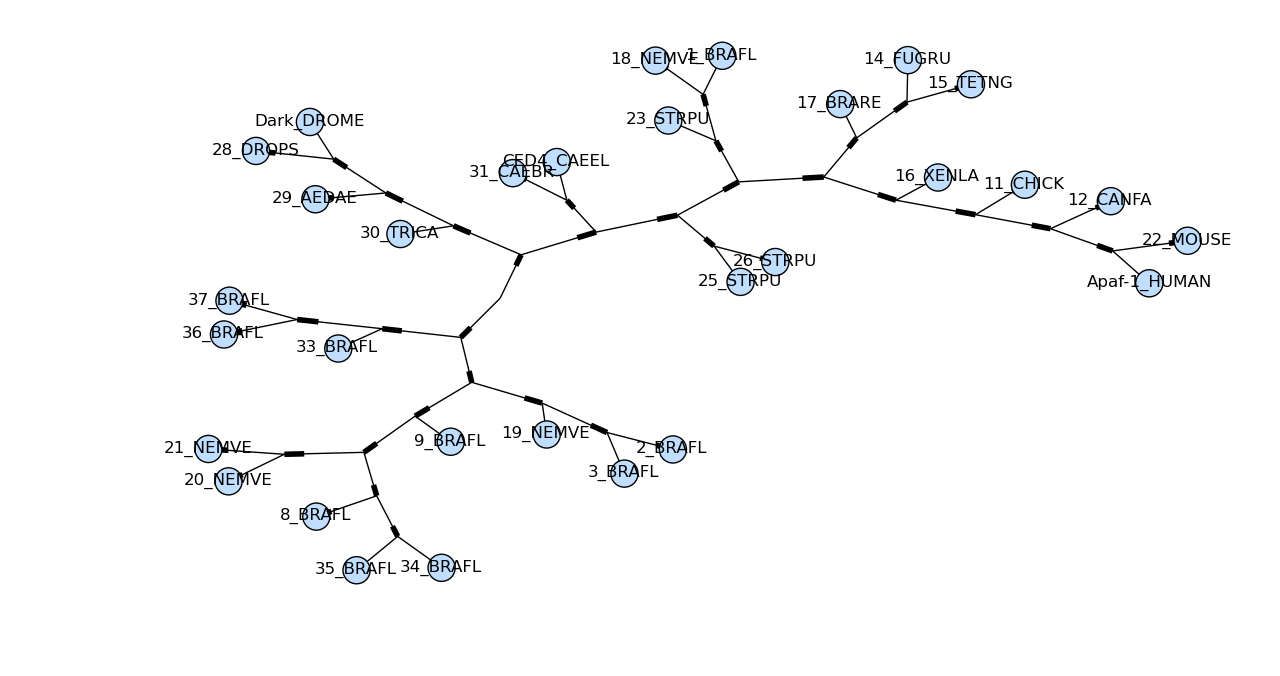 18_NEMVE
1_BRAFL
14_FUGRU
15_TETNG
17_BRARE
23_STRPU
Dark_DROME
28_DROPS
CED4_CAEEL
31_CAEBR
16_XENLA
11_CHICK
12_CANFA
29_AEDAE
30_TRICA
22_MOUSE
26_STRPU
25_STRPU
Apaf-1_HUMAN
37_BRAFL
36_BRAFL
33_BRAFL
19_NEMVE
9_BRAFL
21_NEMVE
2_BRAFL
3_BRAFL
20_NEMVE
8_BRAFL
35_BRAFL
34_BRAFL